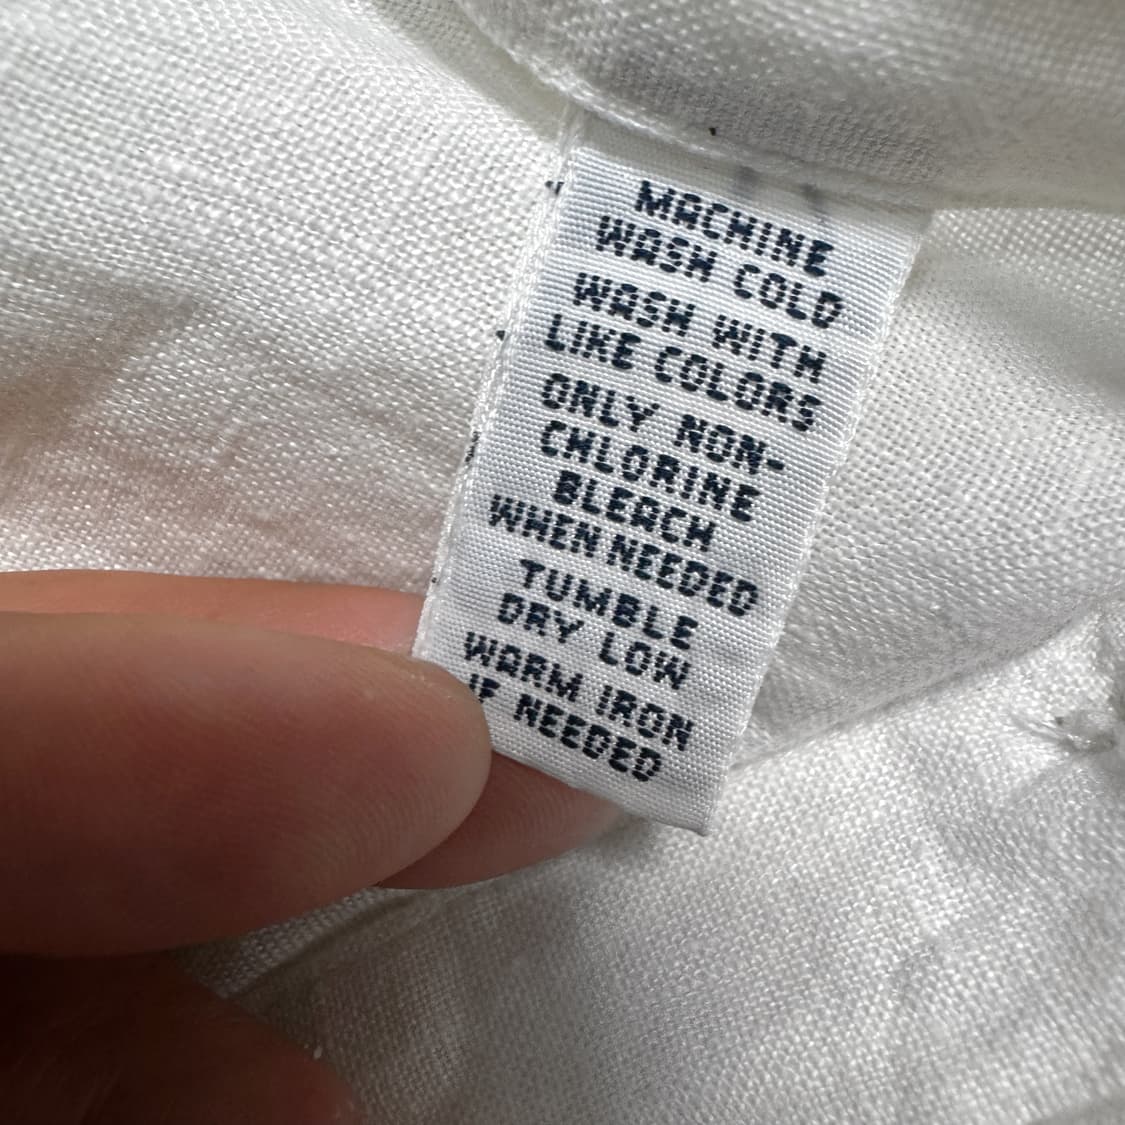 MACHINE
WASH COLD
WASH WITH
LIKE COLORS
ONLY NON-
CHLORINE
BLEACH
WHEN NEEDED
TUMBLE
DRY LOW
WARM IRON
IF NEEDED